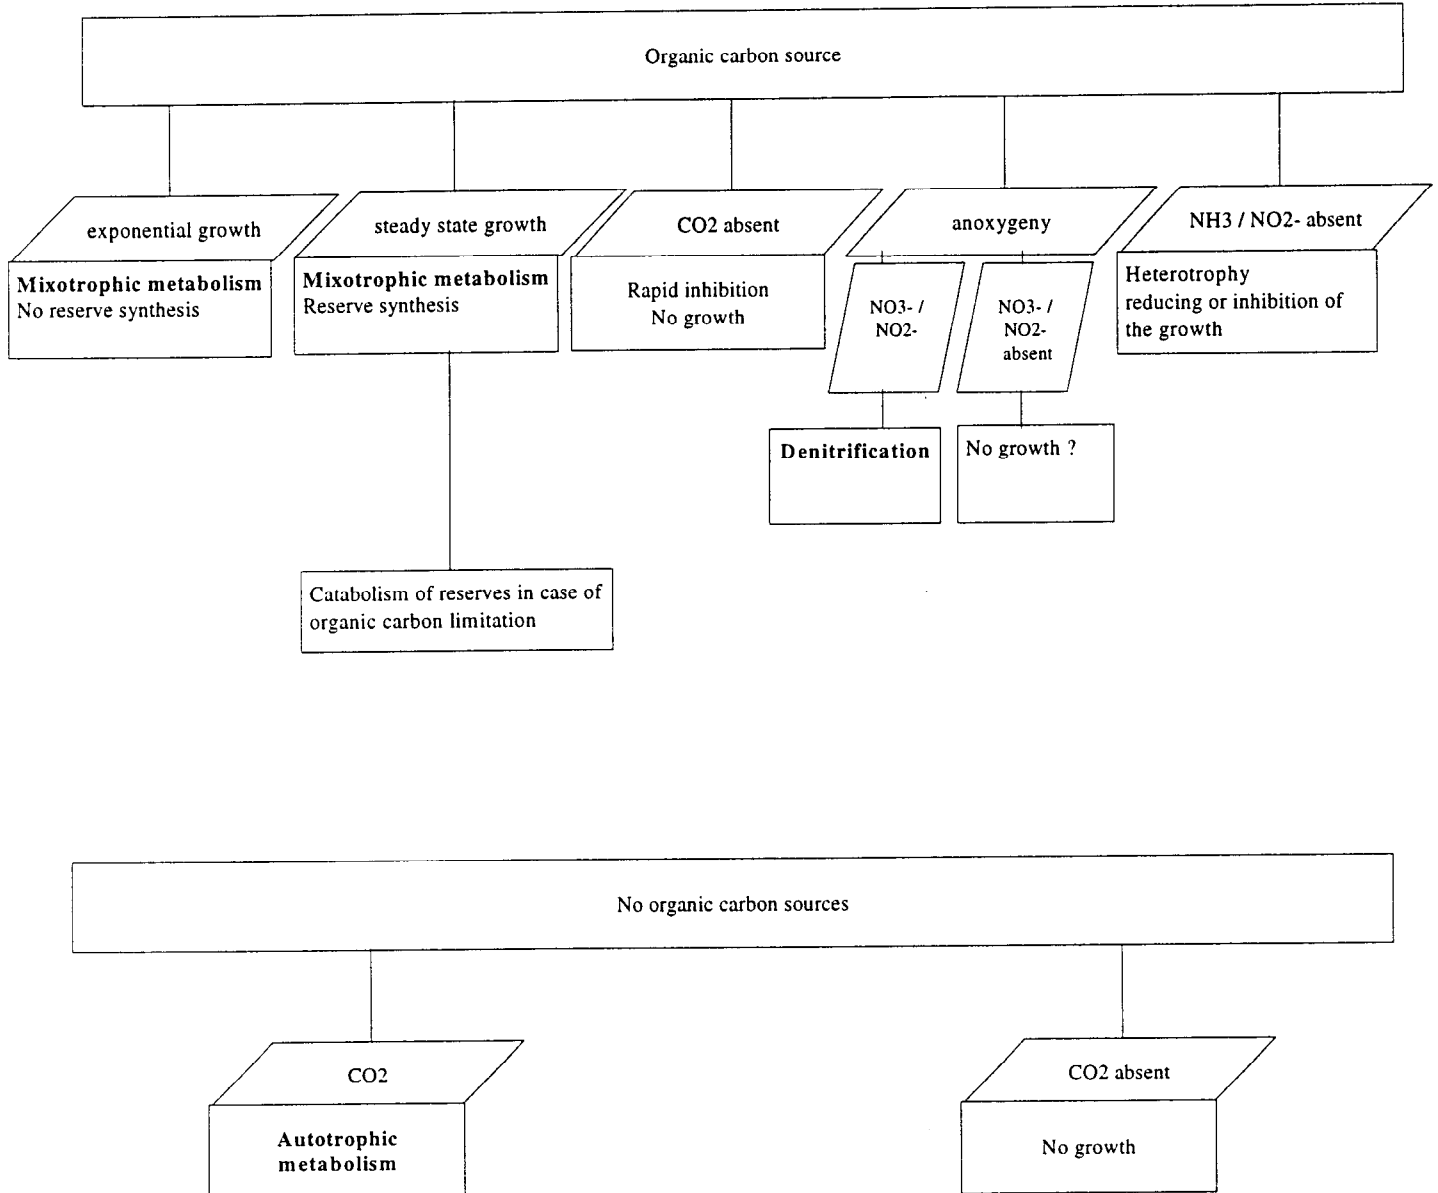 Organic carbon source
exponential growth
Mixotrophic metabolism
No reserve synthesis
steady state growth
Mixotrophic metabolism
Reserve synthesis
CO2 absent
Rapid inhibition
No growth
anoxygeny
NO3- /
NO2-
NO3- /
NO2-
absent
Denitrification
No growth ?
NH3 / NO2- absent
Heterotrophy
reducing or inhibition of
the growth
Catabolism of reserves in case of
organic carbon limitation
No organic carbon sources
CO2
Autotrophic
metabolism
CO2 absent
No growth